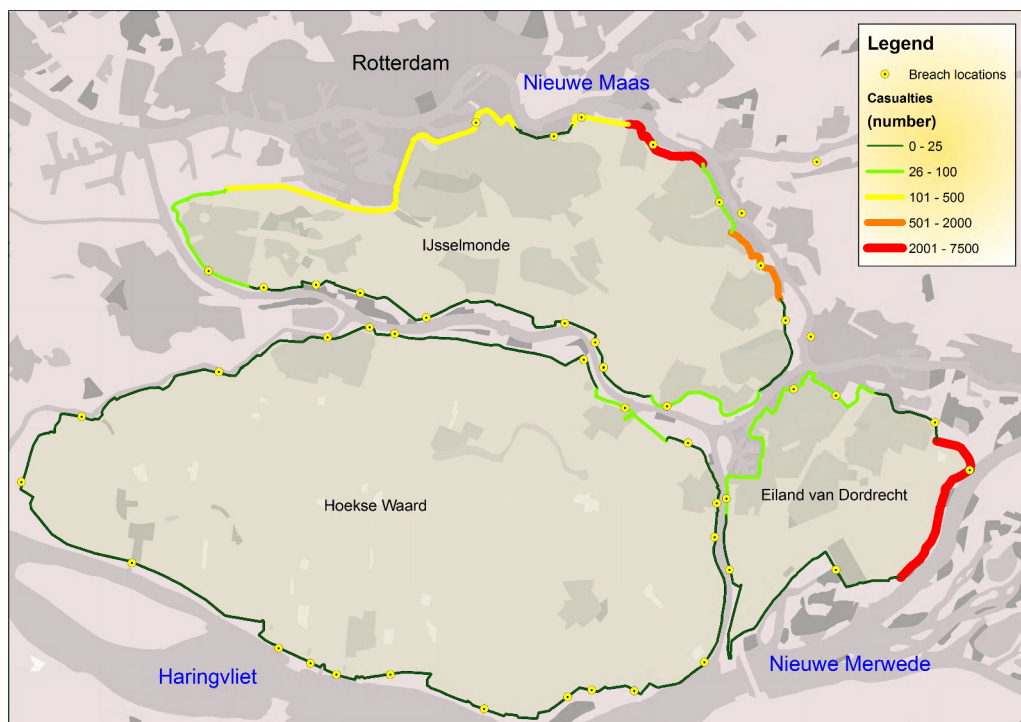 Rotterdam
Nieuwe Maas
IJsselmonde
Hoekse Waard
Eiland van Dordrecht
Haringvliet
Nieuwe Merwede
Legend
Breach locations
Casualties
(number)
0 - 25
26 - 100
101 - 500
501 - 2000
2001 - 7500